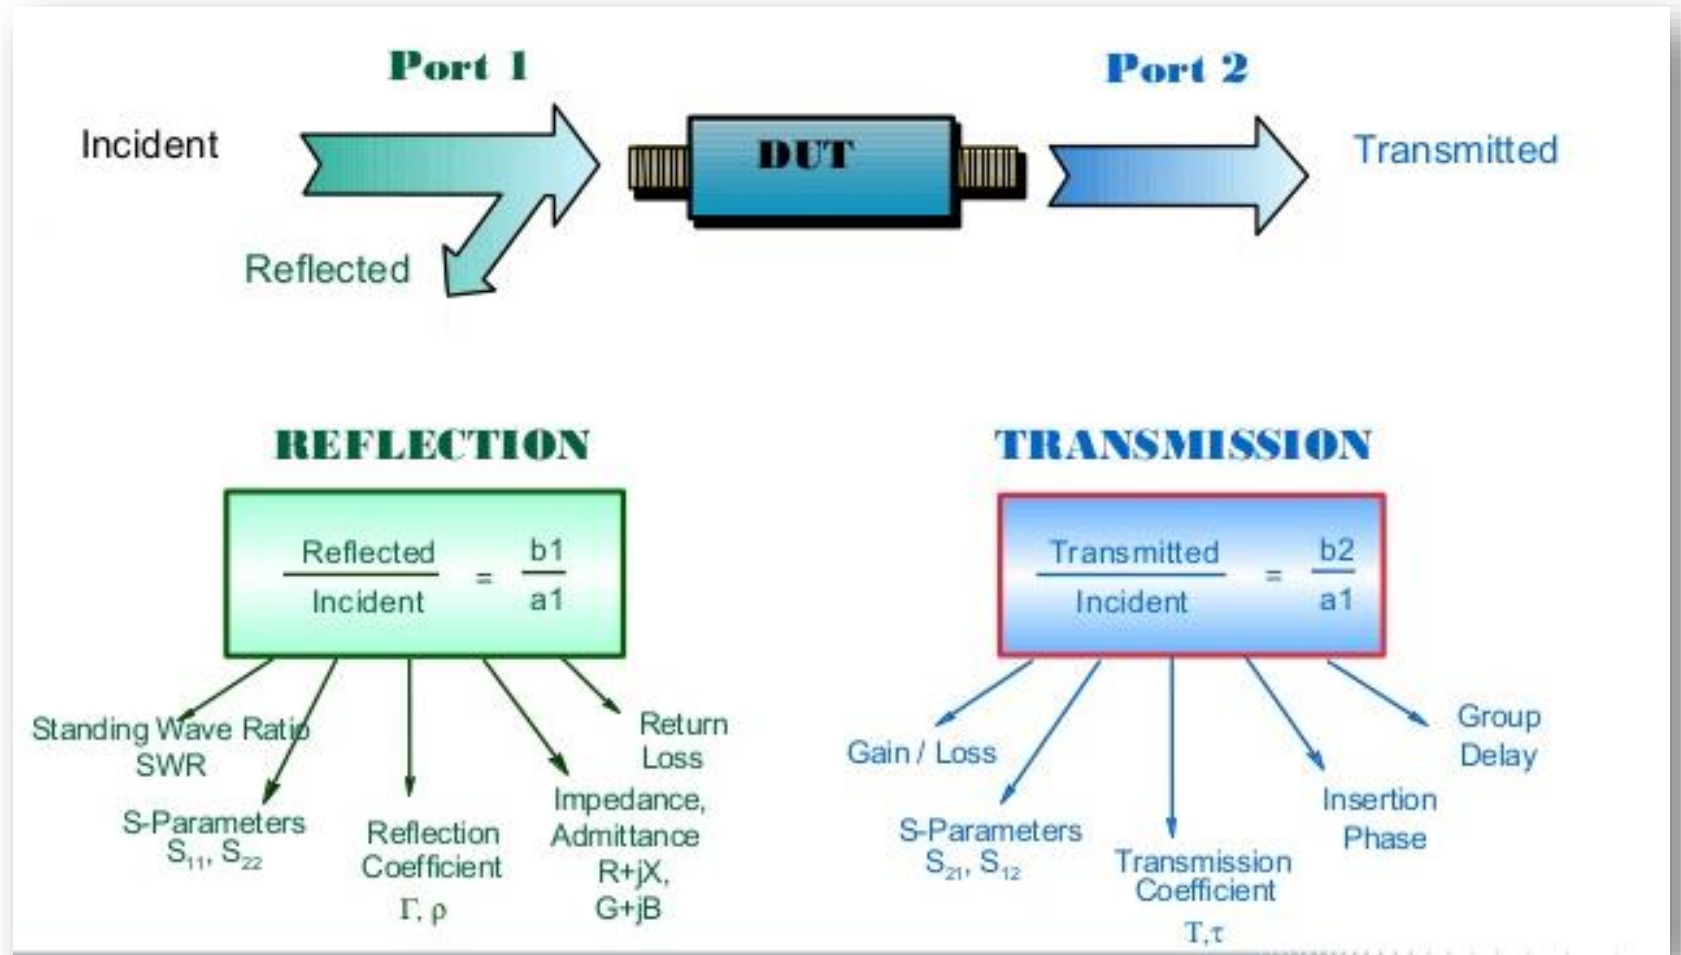 Port 1
Port 2
Incident
DUT
Transmitted
Reflected
REFLECTION
Reflected
Incident
=
b1
a1
Standing Wave Ratio
SWR
S-Parameters
S₁₁, S₂₂
Reflection
Coefficient
Γ, ρ
Impedance,
Admittance
R+jX,
G+jB
Return
Loss
TRANSMISSION
Transmitted
Incident
=
b2
a1
Gain / Loss
S-Parameters
S₂₁, S₁₂
Transmission
Coefficient
Τ,τ
Insertion
Phase
Group
Delay